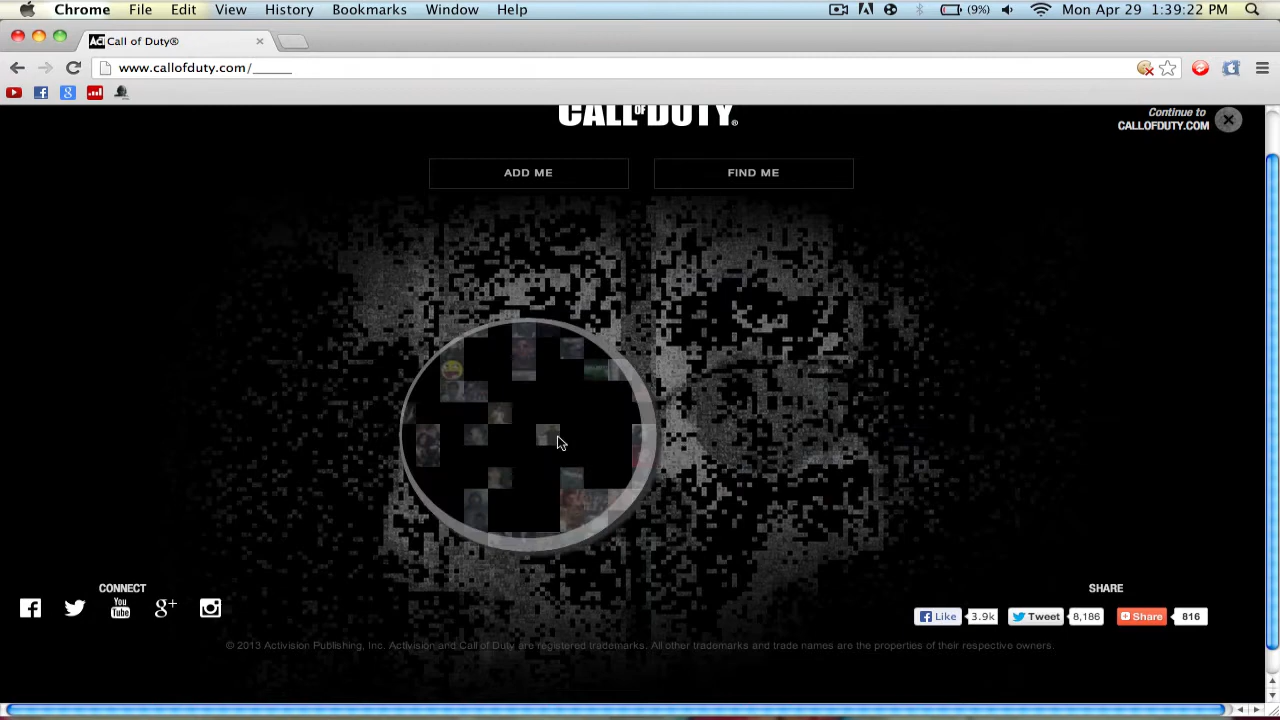 Chrome File Edit View History Bookmarks Window Help (9%) Mon Apr 29 1:39:22 PM
Call of Duty®
www.callofduty.com/______
CALL OF DUTY®
Continue to
CALLOFDUTY.COM
ADD ME FIND ME
CONNECT SHARE
You
Tube
g+
Like 3.9k Tweet 8,186 Share 816
© 2013 Activision Publishing, Inc. Activision and Call of Duty are registered trademarks. All other trademarks and trade names are the properties of their respective owners.